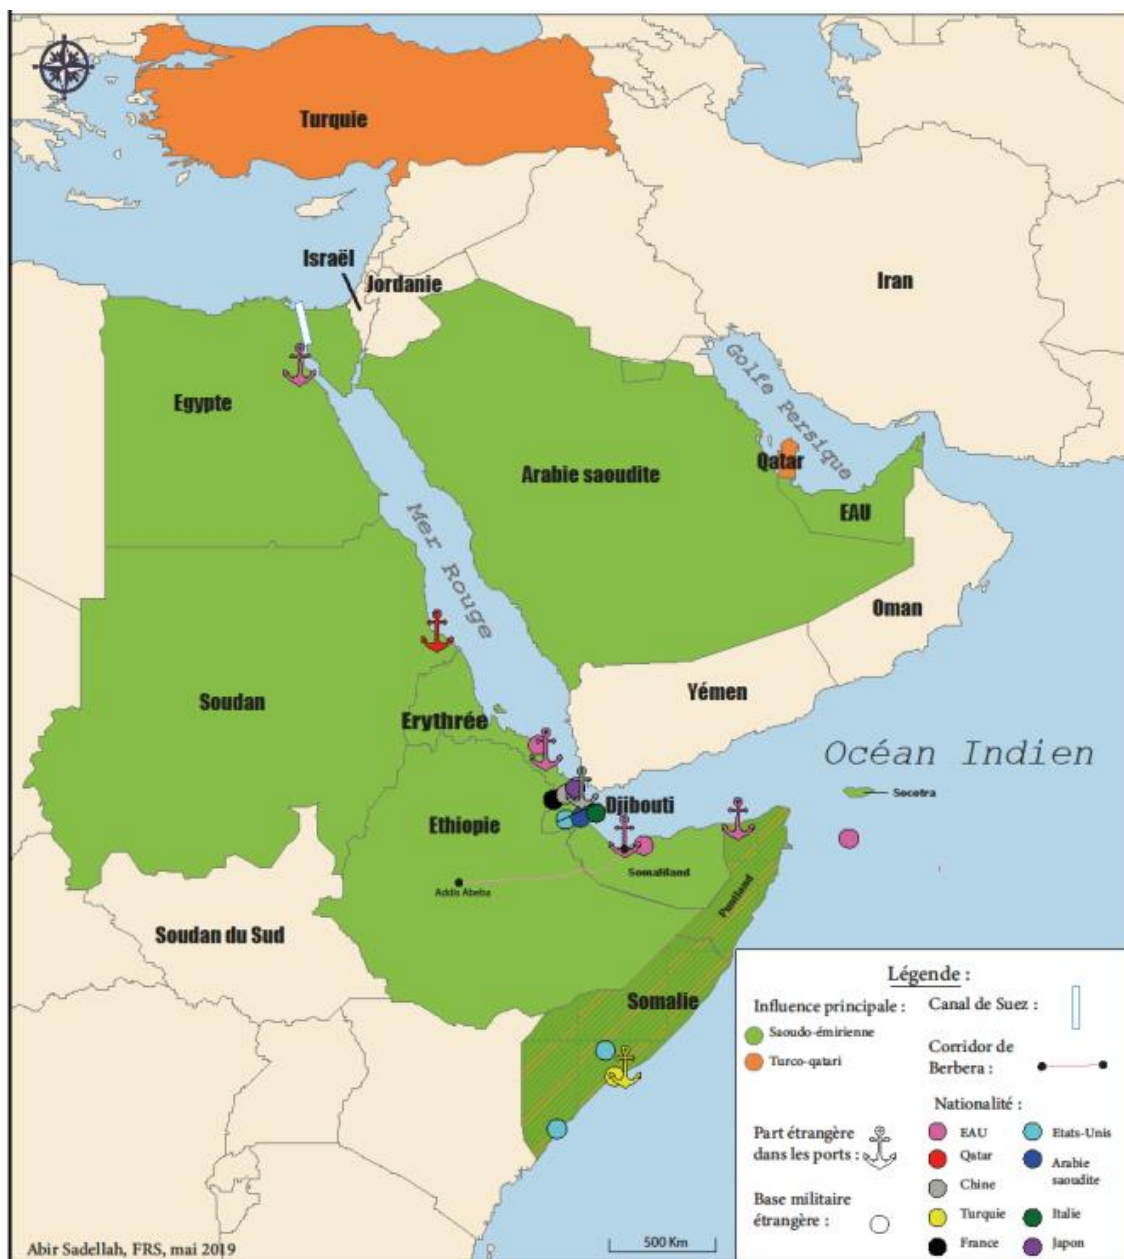 Turquie
Israël
Jordanie
Iran
Golfe Persique
Egypte
Qatar
Arabie saoudite
EAU
Mer Rouge
Oman
Soudan
Yémen
Erythrée
Océan Indien
Socotra
Djibouti
Ethiopie
Somaliland
Addis Abeba
Puntland
Soudan du Sud
Somalie
Légende :
Influence principale :
Saoudo-émirienne
Turco-qatari
Canal de Suez :
Corridor de
Berbera :
Part étrangère
dans les ports :
Base militaire
étrangère :
Nationalité :
EAU
Qatar
Chine
Turquie
France
Etats-Unis
Arabie
saoudite
Italie
Japon
500 Km
Abir Sadellah, FRS, mai 2019